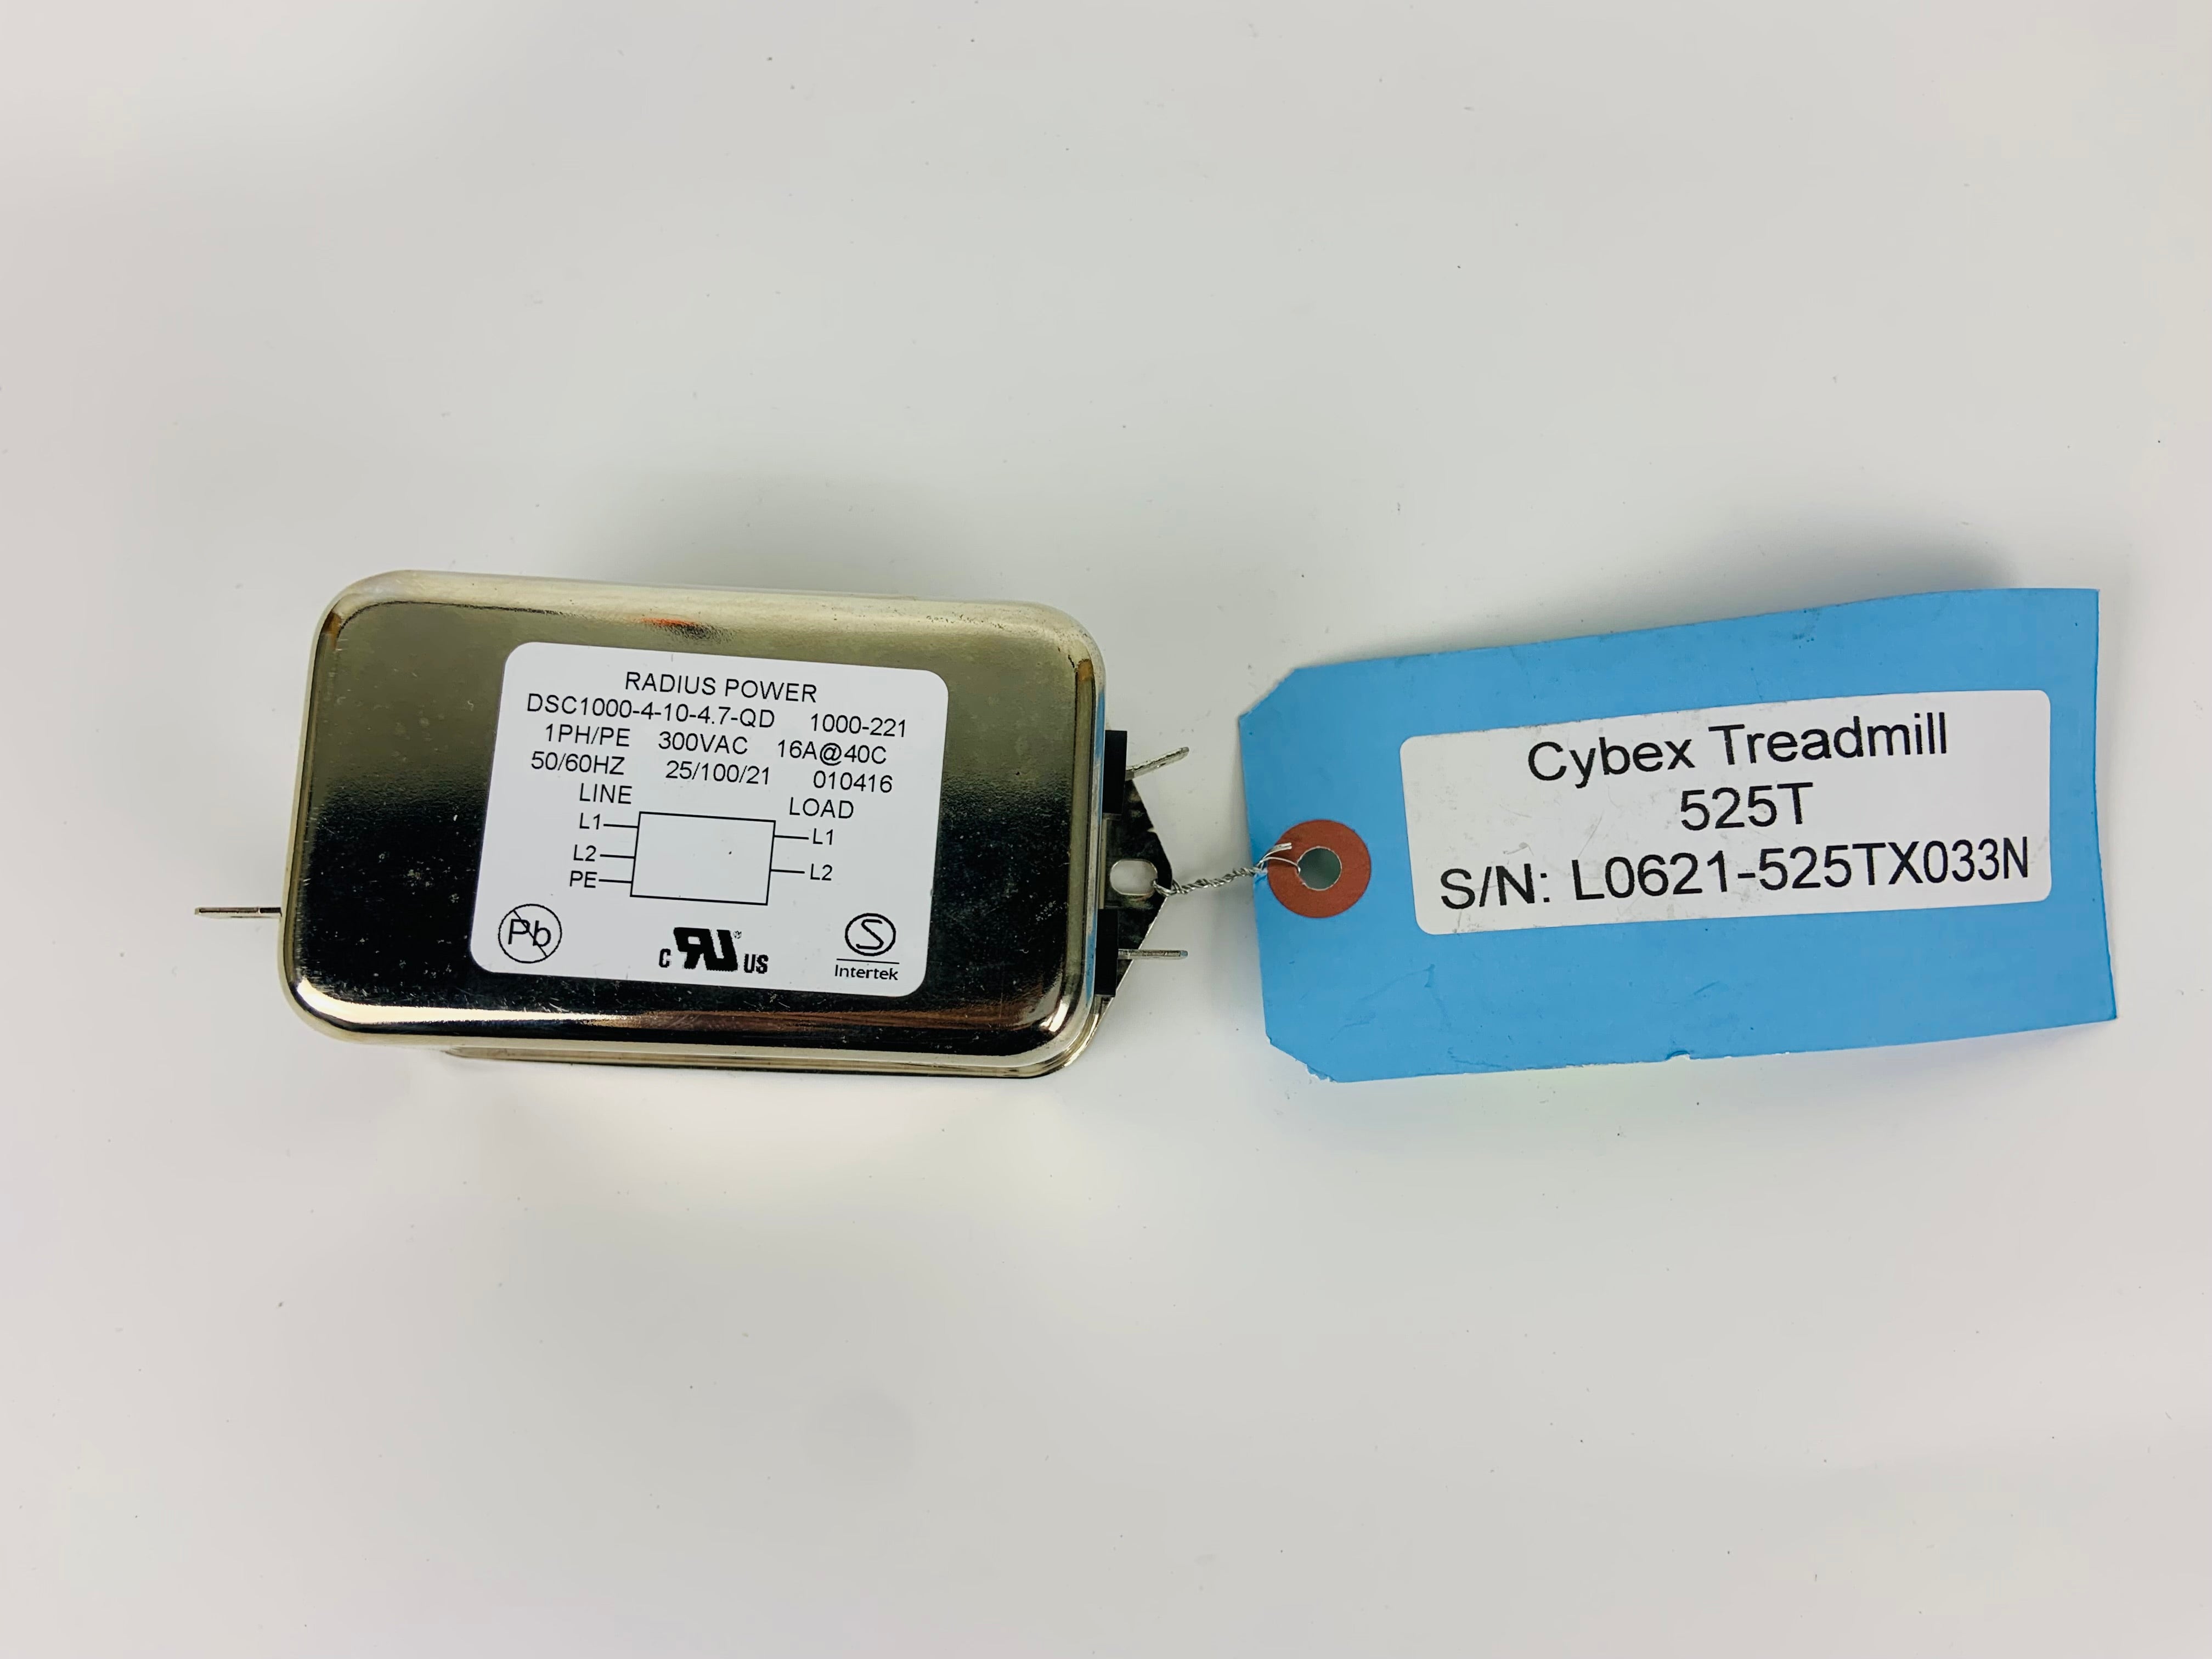 RADIUS POWER
DSC1000-4-10-4.7-QD 1000-221
1PH/PE 300VAC 16A@40C
50/60HZ 25/100/21 010416
LINE LOAD
L1 L1
L2 L2
PE
Pb
c RU® US
S
Intertek
Cybex Treadmill
525T
S/N: L0621-525TX033N